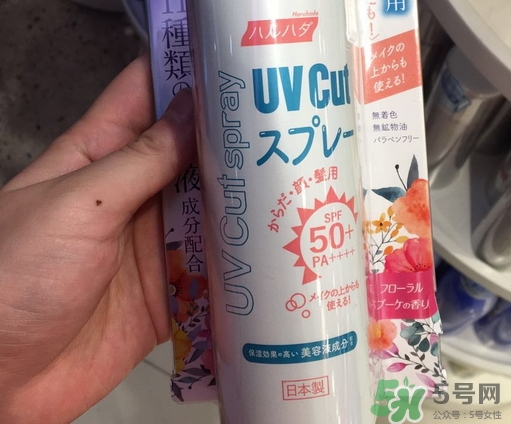 11種類の
液
成分配合
Haruhada
ハルハダ
UV Cut
スプレー
UV Cut spray
からだ・顔・髪用
SPF
50+
PA++++
メイクの上からも
使える!
保湿効果の高い 美容液成分
日本製
用
も!)
メイクの
上からも
使える!
無着色
無鉱物油
パラベンフリー
フローラル
ブーケの香り
5号网
公众号:5号女性